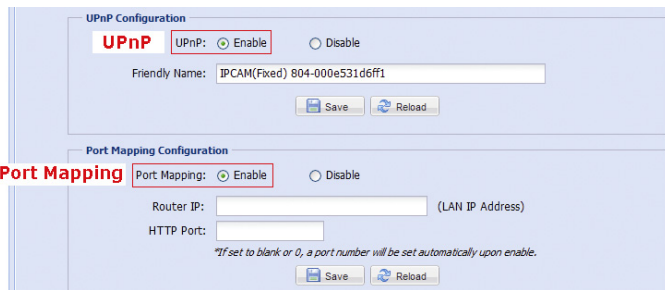 UPnP Configuration
UPnP UPnP: Enable Disable
Friendly Name: IPCAM(Fixed) 804-000e531d6ff1
Save Reload
Port Mapping Configuration
Port Mapping Port Mapping: Enable Disable
Router IP: (LAN IP Address)
HTTP Port:
*If set to blank or 0, a port number will be set automatically upon enable.
Save Reload